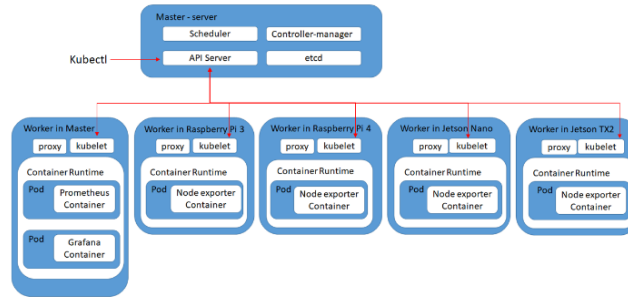 Master - server
Scheduler
Controller-manager
Kubectl
API Server
etcd
Worker in Master
proxy
kubelet
Container Runtime
Pod
Prometheus
Container
Pod
Grafana
Container
Worker in Raspberry Pi 3
proxy
kubelet
Container Runtime
Pod
Node exporter
Container
Worker in Raspberry Pi 4
proxy
kubelet
Container Runtime
Pod
Node exporter
Container
Worker in Jetson Nano
proxy
kubelet
Container Runtime
Pod
Node exporter
Container
Worker in Jetson TX2
proxy
kubelet
Container Runtime
Pod
Node exporter
Container